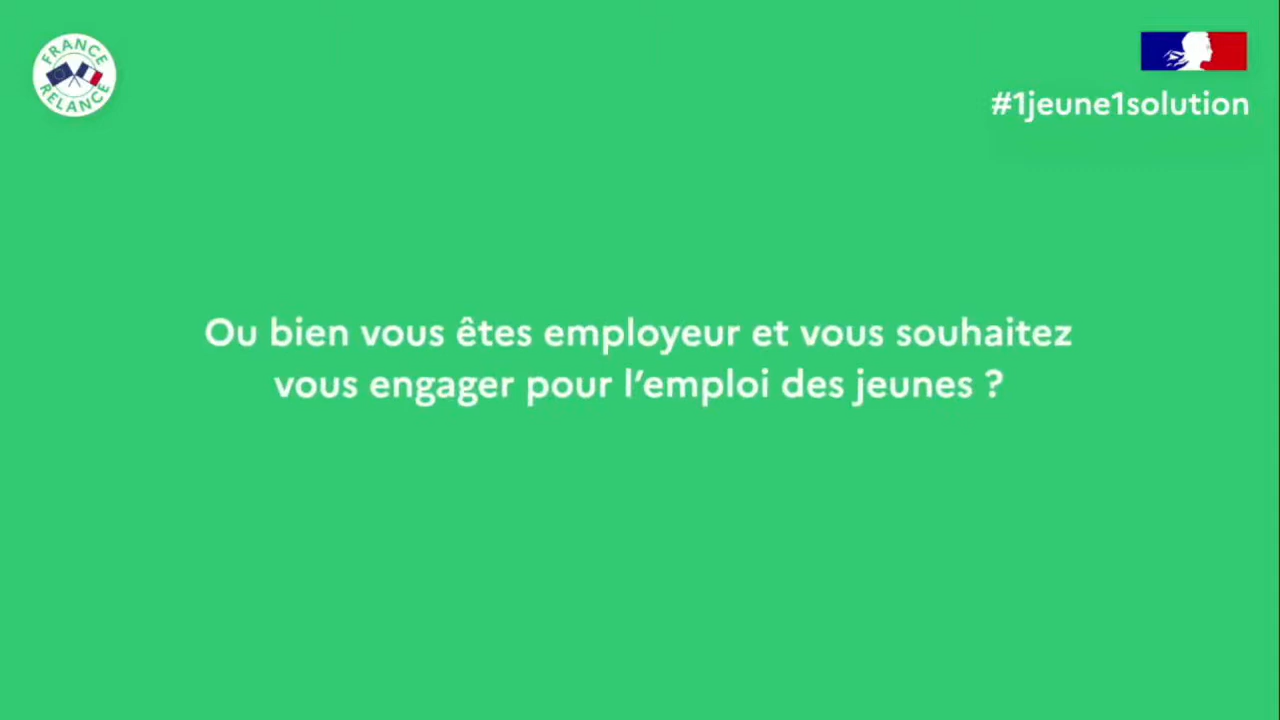 FRANCE
RELANCE
#1jeune1solution
Ou bien vous êtes employeur et vous souhaitez
vous engager pour l’emploi des jeunes ?